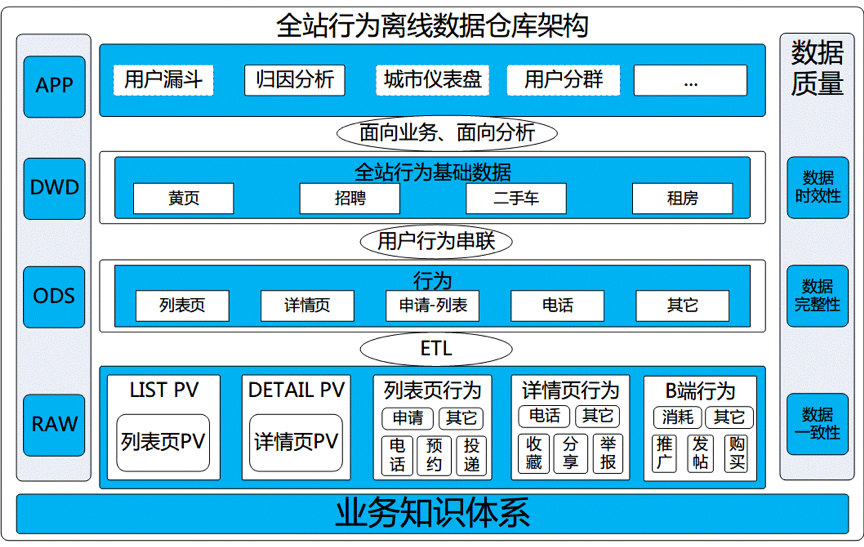 全站行为离线数据仓库架构
APP
用户漏斗
归因分析
城市仪表盘
用户分群
...
面向业务、面向分析
DWD
全站行为基础数据
黄页
招聘
二手车
租房
用户行为串联
ODS
行为
列表页
详情页
申请-列表
电话
其它
ETL
RAW
LIST PV
列表页PV
DETAIL PV
详情页PV
列表页行为
申请
其它
电
话
预
约
投
递
详情页行为
电话
其它
收
藏
分
享
举
报
B端行为
消耗
其它
推
广
发
帖
购
买
数据
质量
数据
时效性
数据
完整性
数据
一致性
业务知识体系